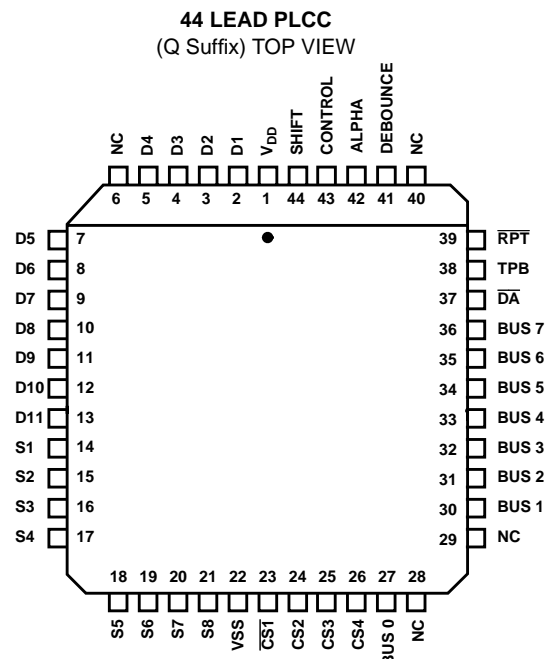 44 LEAD PLCC
(Q Suffix) TOP VIEW
NC D4 D3 D2 D1 VDD SHIFT CONTROL ALPHA DEBOUNCE NC
6 5 4 3 2 1 44 43 42 41 40
D5 7 39 R̅P̅T̅
D6 8 38 TPB
D7 9 37 D̅A̅
D8 10 36 BUS 7
D9 11 35 BUS 6
D10 12 34 BUS 5
D11 13 33 BUS 4
S1 14 32 BUS 3
S2 15 31 BUS 2
S3 16 30 BUS 1
S4 17 29 NC
18 19 20 21 22 23 24 25 26 27 28
S5 S6 S7 S8 VSS C̅S̅1̅ CS2 CS3 CS4 BUS 0 NC